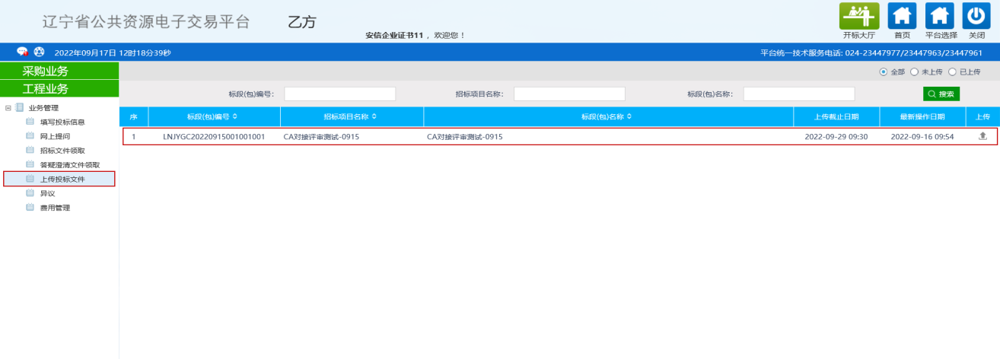 辽宁省公共资源电子交易平台 乙方
安信企业证书11 ，欢迎您！
开标大厅 首页 平台选择 关闭
2022年09月17日 12时18分39秒 平台统一技术服务电话: 024-23447977/23447963/23447961
采购业务
全部 未上传 已上传
工程业务
标段(包)编号: 招标项目名称: 标段(包)名称: 搜索
业务管理
填写投标信息
网上提问
招标文件领取
答疑澄清文件领取
上传投标文件
异议
费用管理
序 标段(包)编号 招标项目名称 标段(包)名称 上传截止日期 最新操作日期 上传
1 LNJYGC20220915001001001 CA对接评审测试-0915 CA对接评审测试-0915 2022-09-29 09:30 2022-09-16 09:54